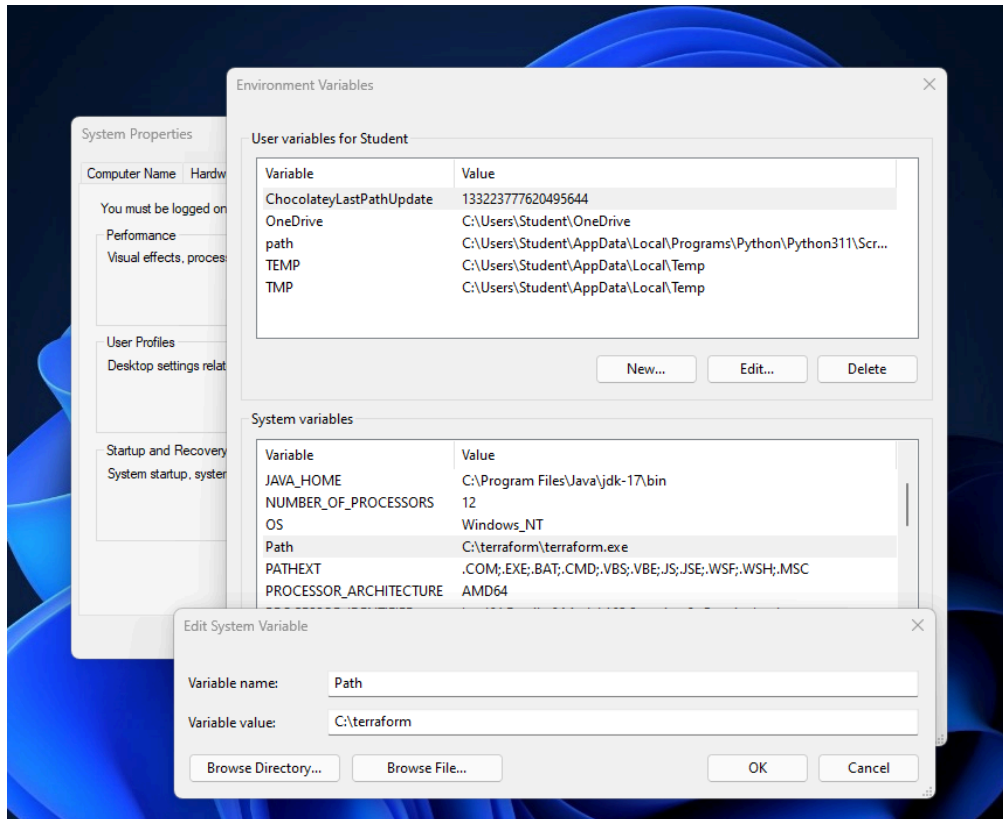 Environment Variables
System Properties
Computer Name Hardw
You must be logged on
Performance
Visual effects, proces
User Profiles
Desktop settings relat
Startup and Recovery
System startup, syster
User variables for Student
Variable Value
ChocolateyLastPathUpdate 133223777620495644
OneDrive C:\Users\Student\OneDrive
path C:\Users\Student\AppData\Local\Programs\Python\Python311\Scr...
TEMP C:\Users\Student\AppData\Local\Temp
TMP C:\Users\Student\AppData\Local\Temp
New... Edit... Delete
System variables
Variable Value
JAVA_HOME C:\Program Files\Java\jdk-17\bin
NUMBER_OF_PROCESSORS 12
OS Windows_NT
Path C:\terraform\terraform.exe
PATHEXT .COM;.EXE;.BAT;.CMD;.VBS;.VBE;.JS;.JSE;.WSF;.WSH;.MSC
PROCESSOR_ARCHITECTURE AMD64
Edit System Variable
Variable name: Path
Variable value: C:\terraform
Browse Directory... Browse File... OK Cancel